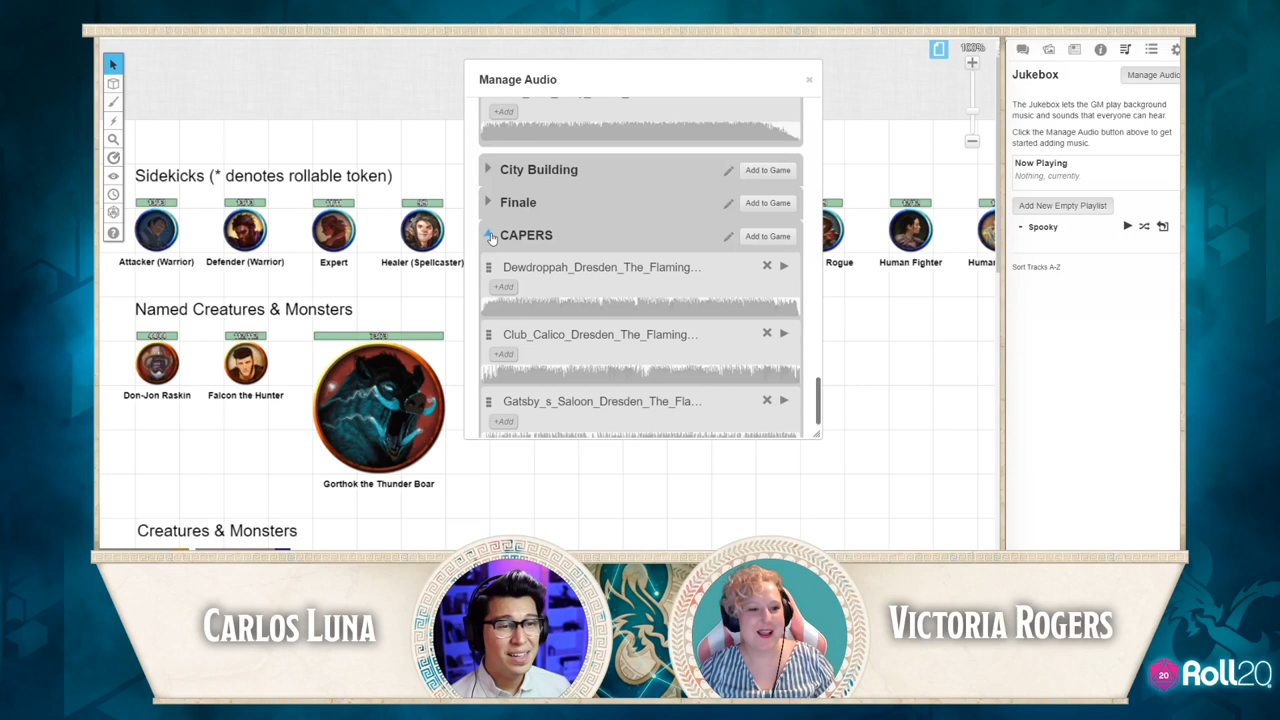 100%
Manage Audio
×
+Add
City Building
Add to Game
Finale
Add to Game
CAPERS
Add to Game
Dewdroppah_Dresden_The_Flaming...
+Add
Club_Calico_Dresden_The_Flaming...
+Add
Gatsby_s_Saloon_Dresden_The_Fla...
+Add
Sidekicks (* denotes rollable token)
Attacker (Warrior)
Defender (Warrior)
Expert
Healer (Spellcaster)
Rogue
Human Fighter
Human
Named Creatures & Monsters
Don-Jon Raskin
Falcon the Hunter
Gorthok the Thunder Boar
Creatures & Monsters
Jukebox
Manage Audio
The Jukebox lets the GM play background
music and sounds that everyone can hear.
Click the Manage Audio button above to get
started adding music.
Now Playing
Nothing, currently.
Add New Empty Playlist
- Spooky
Sort Tracks A-Z
CARLOS LUNA
VICTORIA ROGERS
20
Roll20